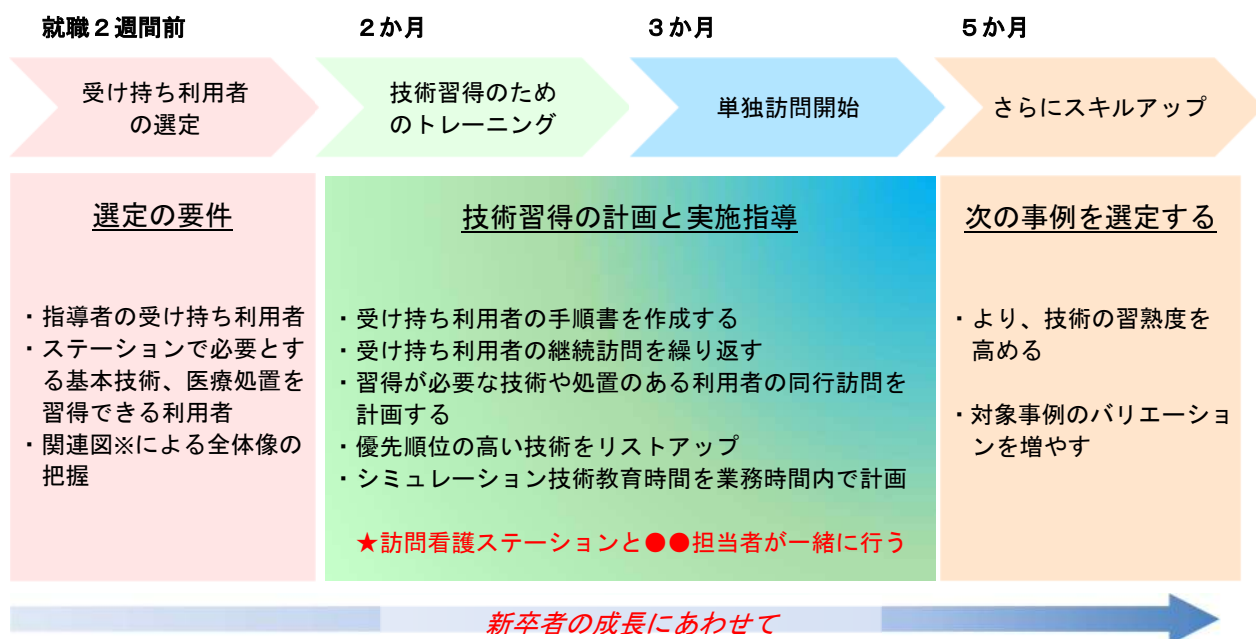 就職２週間前
２か月
３か月
５か月
受け持ち利用者
の選定
技術習得のため
のトレーニング
単独訪問開始
さらにスキルアップ
選定の要件
・指導者の受け持ち利用者
・ステーションで必要とす
る基本技術、医療処置を
習得できる利用者
・関連図※による全体像の
把握
技術習得の計画と実施指導
・受け持ち利用者の手順書を作成する
・受け持ち利用者の継続訪問を繰り返す
・習得が必要な技術や処置のある利用者の同行訪問を
計画する
・優先順位の高い技術をリストアップ
・シミュレーション技術教育時間を業務時間内で計画
★訪問看護ステーションと●●担当者が一緒に行う
次の事例を選定する
・より、技術の習熟度を
高める
・対象事例のバリエーショ
ンを増やす
新卒者の成長にあわせて